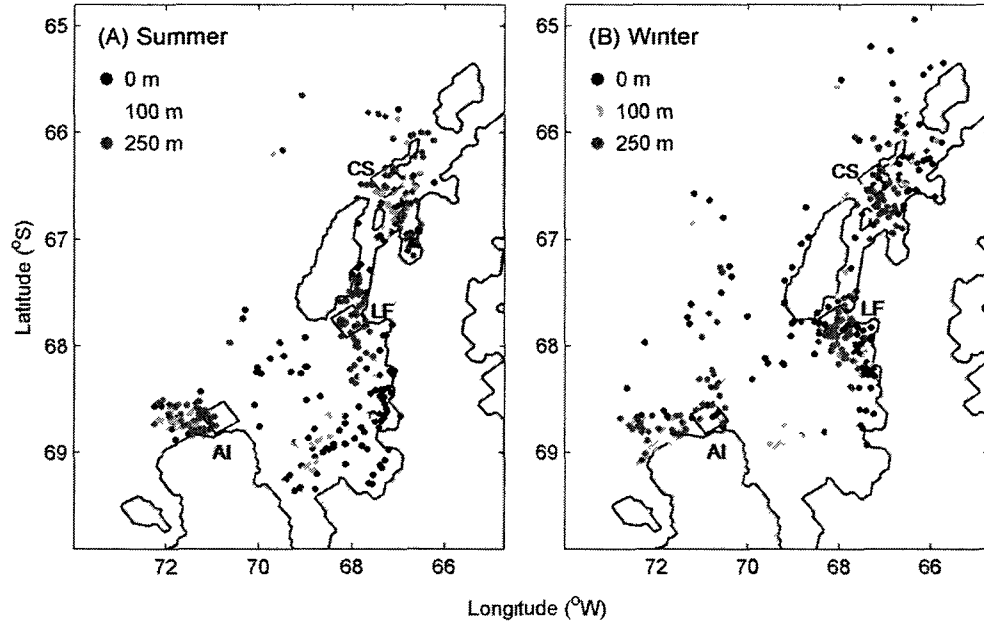 (A) Summer
0 m
100 m
250 m
CS
LF
AI
65
66
67
68
69
72
70
68
66
Latitude (°S)
(B) Winter
0 m
100 m
250 m
CS
LF
AI
65
66
67
68
69
72
70
68
66
Longitude (°W)